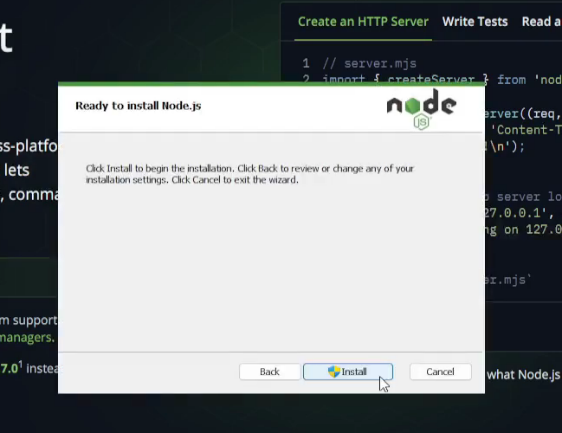 t
Create an HTTP Server Write Tests Read a
1 // server.mjs
2 import { createServer } from 'nod
Ready to install Node.js
node
JS
erver((req,
'Content-T
!\n');
ss-platfo
lets
, comma
Click Install to begin the installation. Click Back to review or change any of your
installation settings. Click Cancel to exit the wizard.
server lo
27.0.0.1',
ng on 127.0
er.mjs`
m support
managers.
7.0¹ instea
Back
Install
Cancel
what Node.js